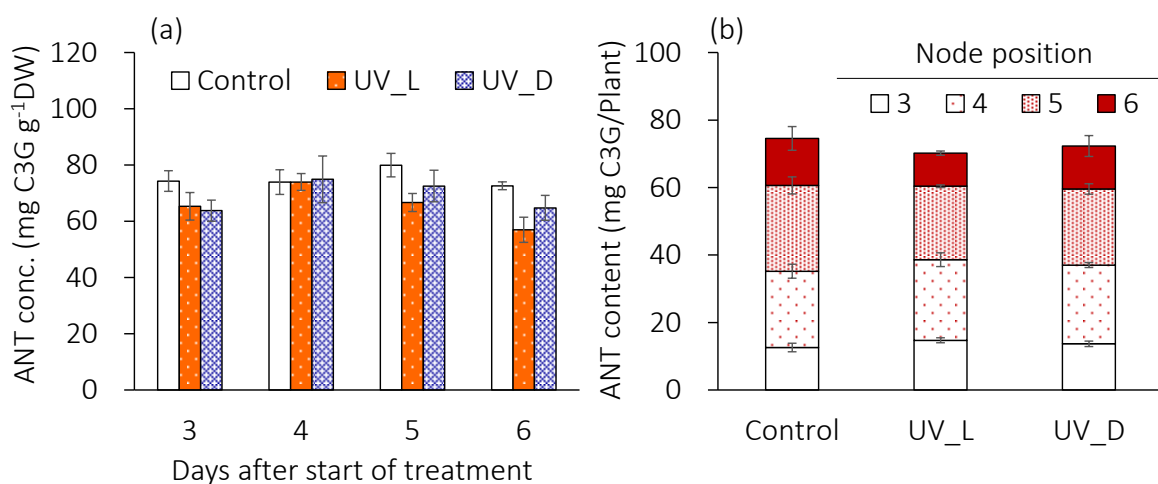 (a)
ANT conc. (mg C3G g⁻¹DW)
120
100
80
60
40
20
0
Control UV_L UV_D
3 4 5 6
Days after start of treatment
(b)
ANT content (mg C3G/Plant)
100
80
60
40
20
0
Node position
3 4 5 6
Control UV_L UV_D